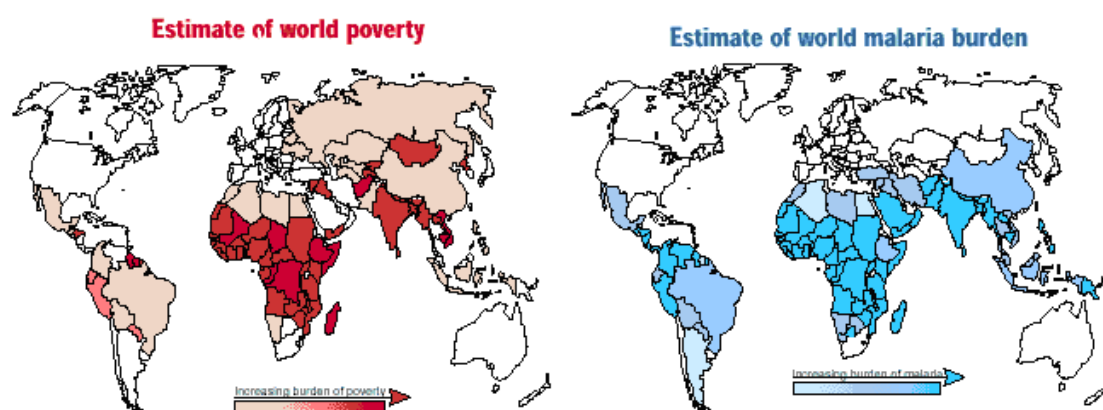 Estimate of world poverty
Estimate of world malaria burden
Increasing burden of poverty
Increasing burden of malaria